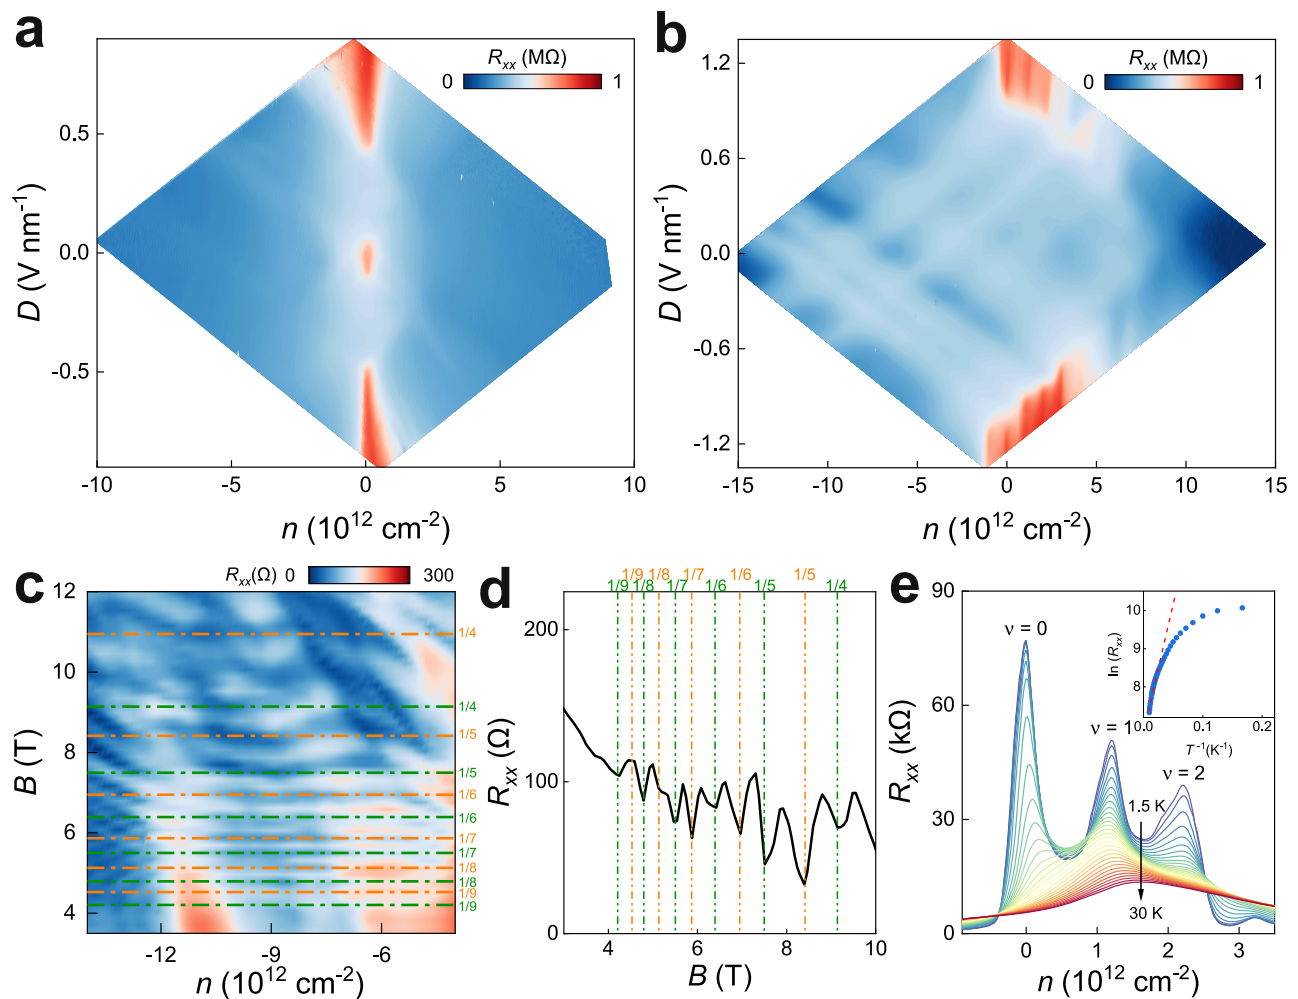 a
R_xx (MΩ)
0 1
D (V nm⁻¹)
0.5
0.0
-0.5
-10 -5 0 5 10
n (10¹² cm⁻²)
b
R_xx (MΩ)
0 1
D (V nm⁻¹)
1.2
0.6
0.0
-0.6
-1.2
-15 -10 -5 0 5 10 15
n (10¹² cm⁻²)
c
R_xx(Ω) 0 300
B (T)
12
10
8
6
4
1/4
1/4
1/5
1/5
1/6
1/6
1/7
1/7
1/8
1/8
1/9
1/9
-12 -9 -6
n (10¹² cm⁻²)
d
1/9 1/8 1/7 1/6 1/5
1/9 1/8 1/7 1/6 1/5 1/4
R_xx (Ω)
200
100
0
4 6 8 10
B (T)
e
R_xx (kΩ)
90
60
30
0
ν = 0
ν =
ν = 2
1.5 K
30 K
ln (R_xx)
10
9
8
0.0 0.1 0.2
T⁻¹(K⁻¹)
0 1 2 3
n (10¹² cm⁻²)